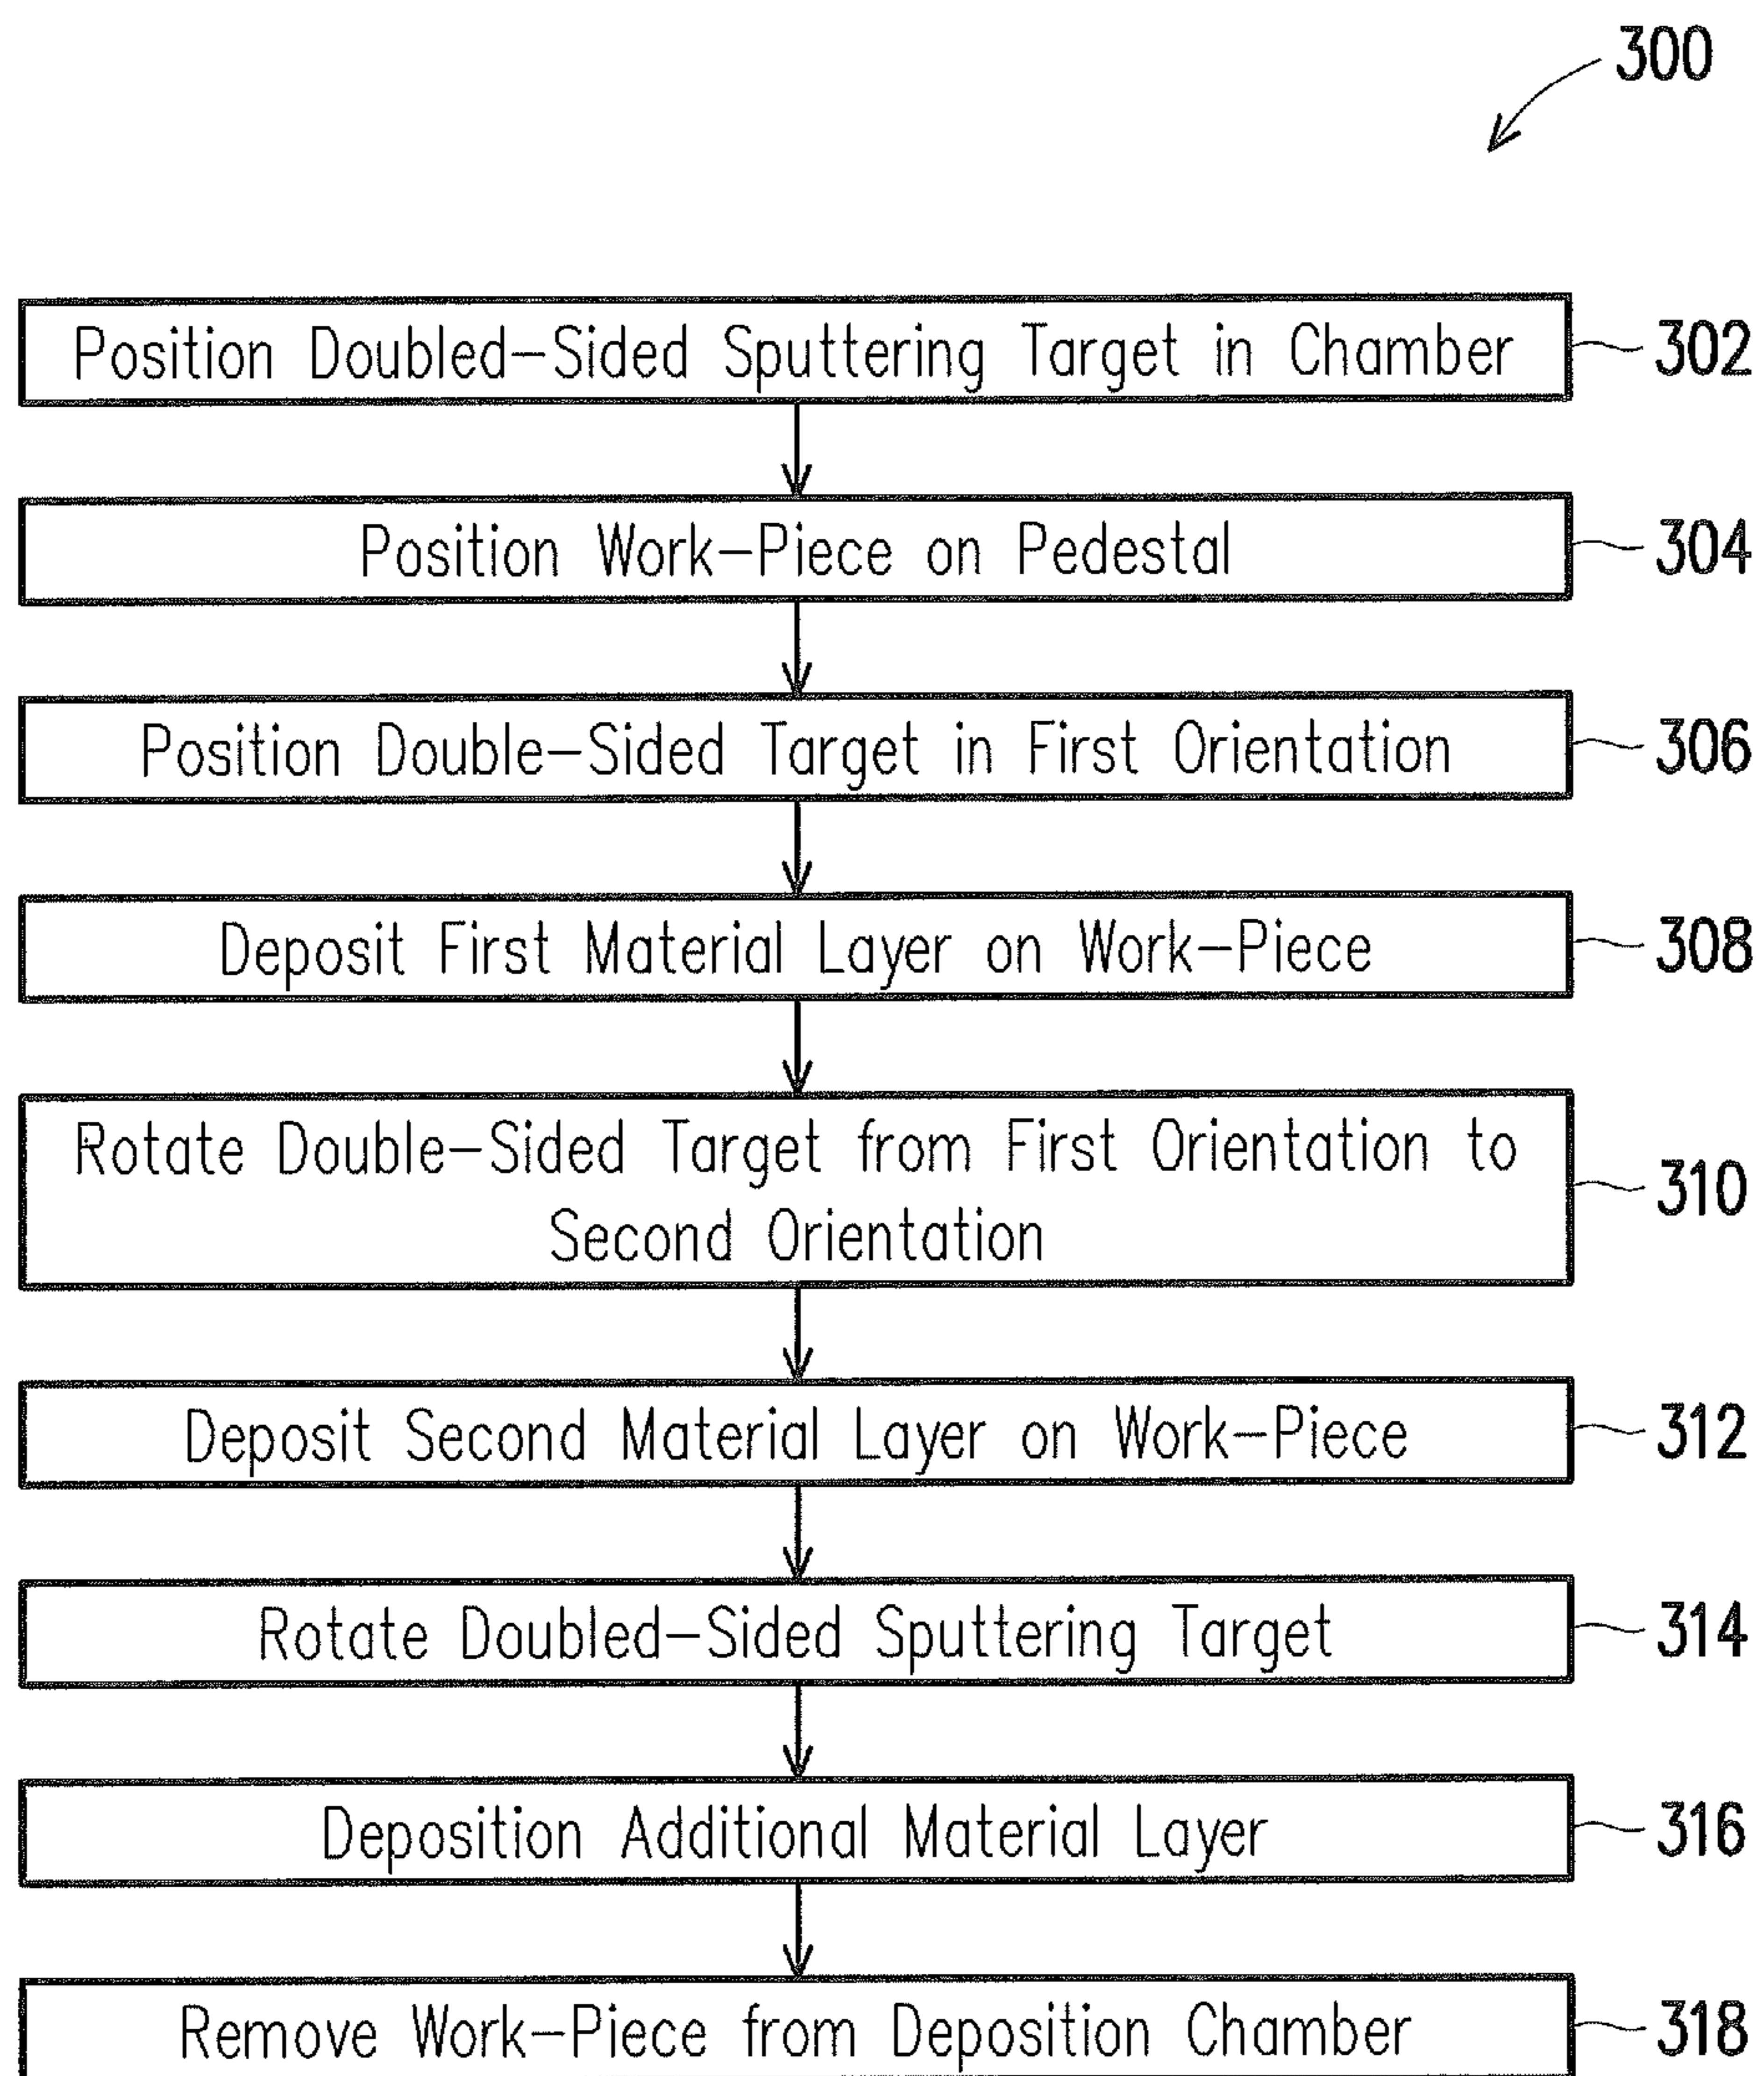 300
Position Doubled-Sided Sputtering Target in Chamber
302
Position Work-Piece on Pedestal
304
Position Double-Sided Target in First Orientation
306
Deposit First Material Layer on Work-Piece
308
Rotate Double-Sided Target from First Orientation to
Second Orientation
310
Deposit Second Material Layer on Work-Piece
312
Rotate Doubled-Sided Sputtering Target
314
Deposition Additional Material Layer
316
Remove Work-Piece from Deposition Chamber
318